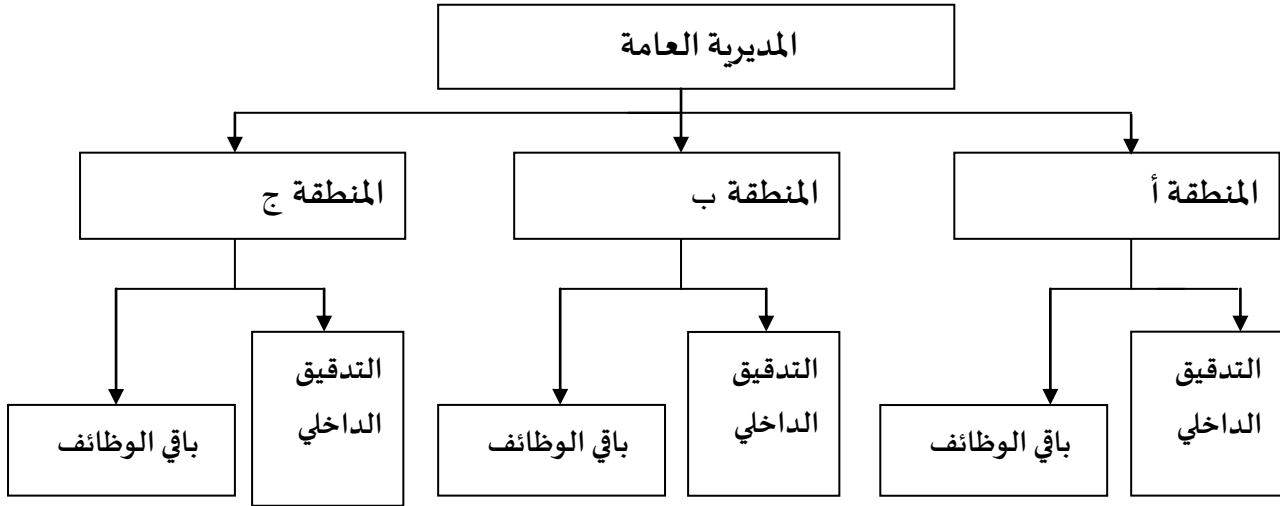 المديرية العامة
المنطقة أ
المنطقة ب
المنطقة ج
التدقيق
الداخلي
باقي الوظائف
التدقيق
الداخلي
باقي الوظائف
التدقيق
الداخلي
باقي الوظائف